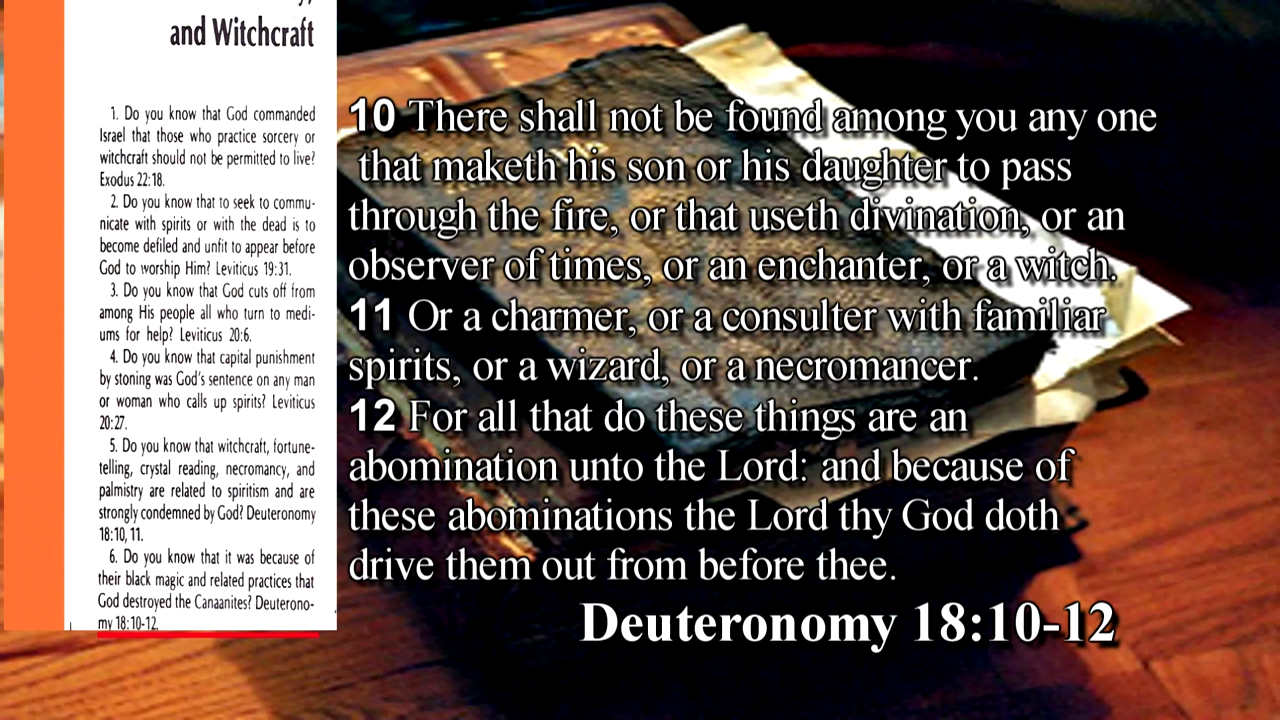 and Witchcraft
1. Do you know that God commanded
Israel that those who practice sorcery or
witchcraft should not be permitted to live?
Exodus 22:18.
2. Do you know that to seek to commu-
nicate with spirits or with the dead is to
become defiled and unfit to appear before
God to worship Him? Leviticus 19:31.
3. Do you know that God cuts off from
among His people all who turn to medi-
ums for help? Leviticus 20:6.
4. Do you know that capital punishment
by stoning was God's sentence on any man
or woman who calls up spirits? Leviticus
20:27.
5. Do you know that witchcraft, fortune-
telling, crystal reading, necromancy, and
palmistry are related to spiritism and are
strongly condemned by God? Deuteronomy
18:10, 11.
6. Do you know that it was because of
their black magic and related practices that
God destroyed the Canaanites? Deuterono-
my 18:10-12.
10 There shall not be found among you any one
that maketh his son or his daughter to pass
through the fire, or that useth divination, or an
observer of times, or an enchanter, or a witch.
11 Or a charmer, or a consulter with familiar
spirits, or a wizard, or a necromancer.
12 For all that do these things are an
abomination unto the Lord: and because of
these abominations the Lord thy God doth
drive them out from before thee.
Deuteronomy 18:10-12